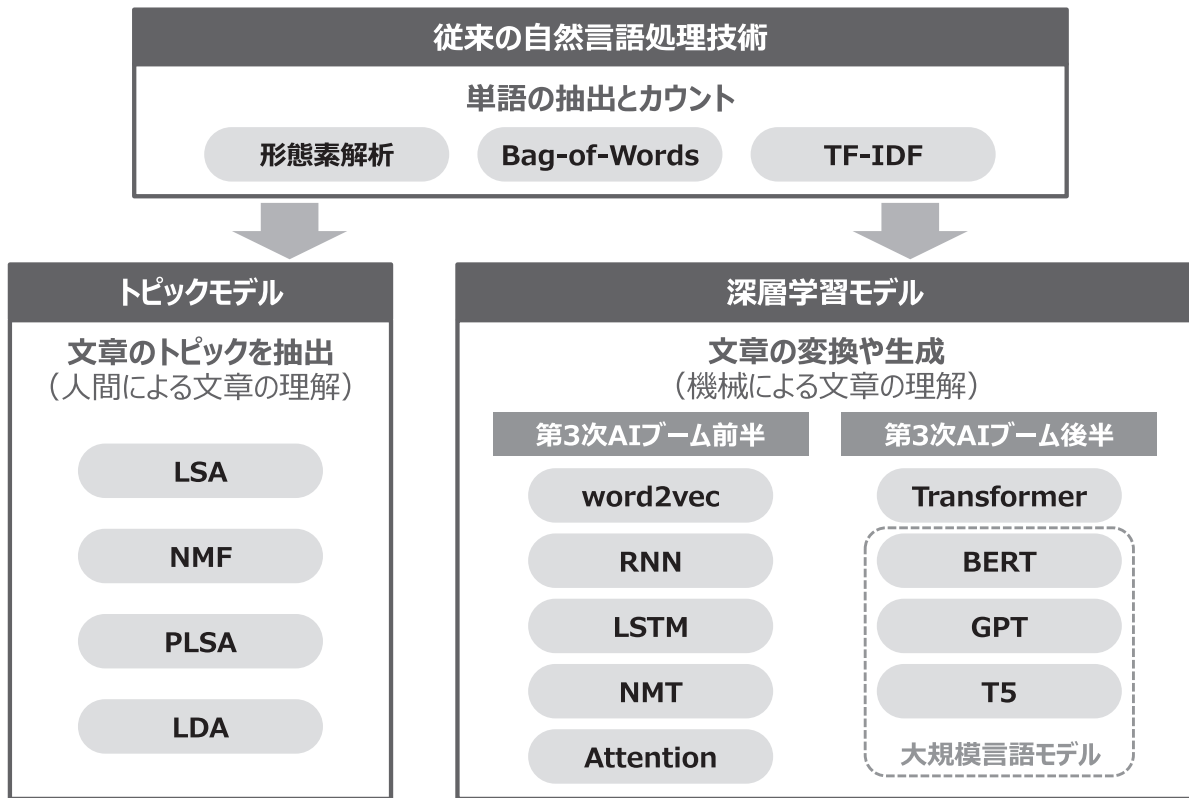 従来の自然言語処理技術
単語の抽出とカウント
形態素解析
Bag-of-Words
TF-IDF
トピックモデル
文章のトピックを抽出
(人間による文章の理解)
LSA
NMF
PLSA
LDA
深層学習モデル
文章の変換や生成
(機械による文章の理解)
第3次AIブーム前半
word2vec
RNN
LSTM
NMT
Attention
第3次AIブーム後半
Transformer
BERT
GPT
T5
大規模言語モデル